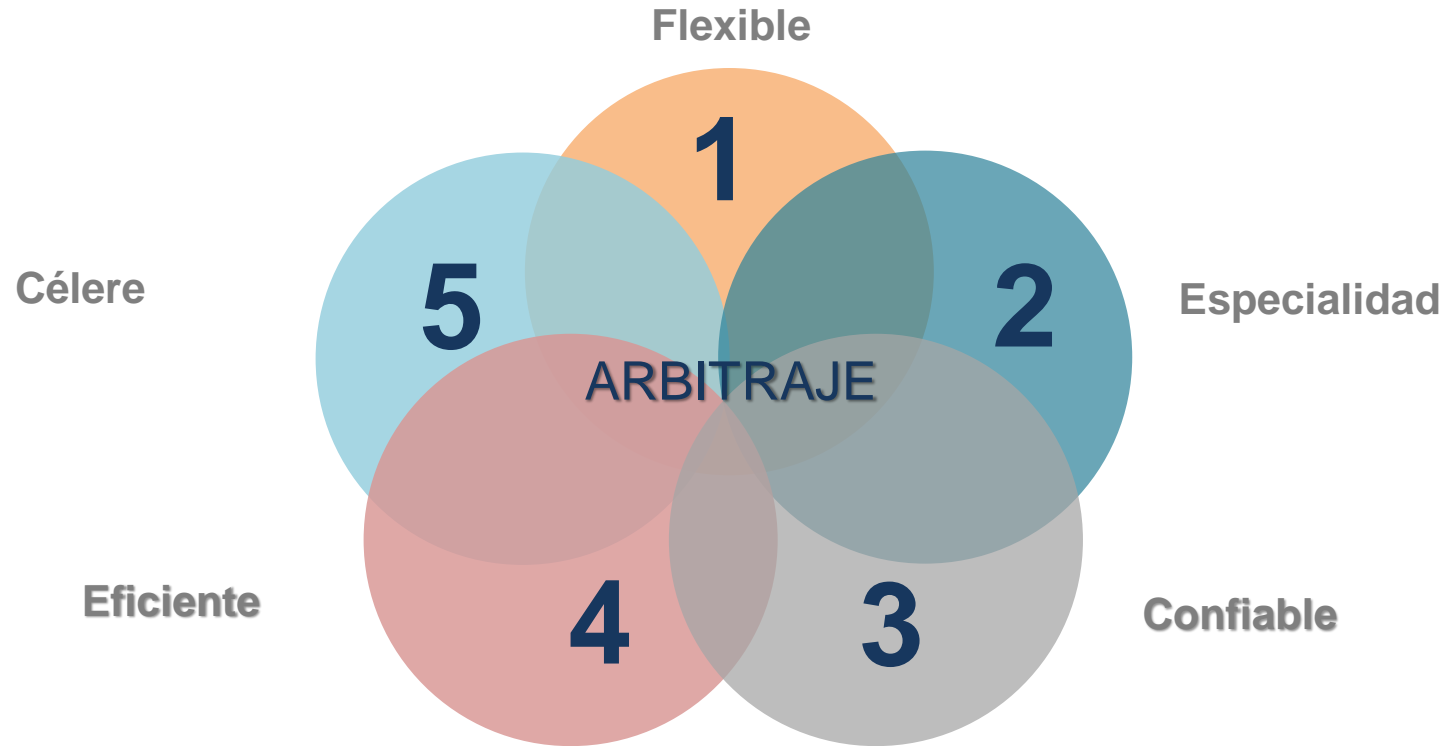 Flexible
1
Célere
5
2
Especialidad
ARBITRAJE
Eficiente
4
3
Confiable